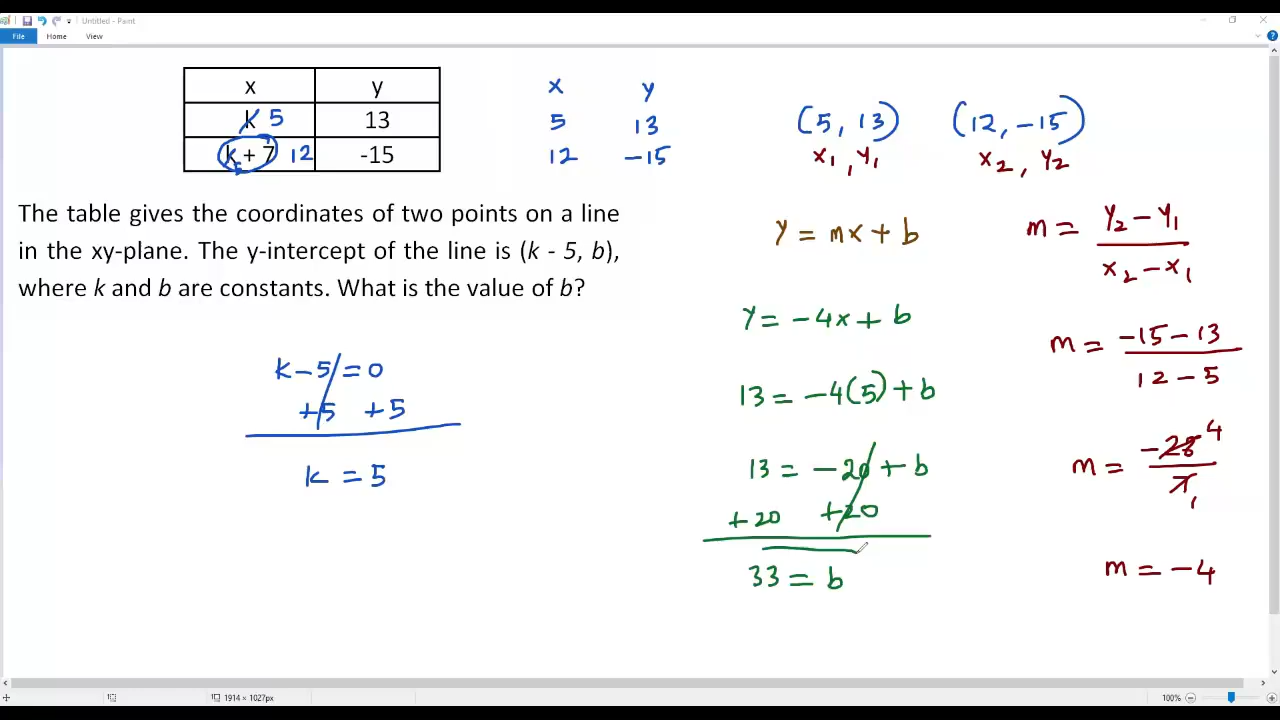 Untitled - Paint
File Home View
x y
k 5 13
k + 7 5 12 -15
x y
5 13
12 -15
(5, 13) (12, -15)
x1, y1 x2, y2
The table gives the coordinates of two points on a line
in the xy-plane. The y-intercept of the line is (k - 5, b),
where k and b are constants. What is the value of b?
k - 5 = 0
+5 +5
k = 5
y = mx + b
y = -4x + b
13 = -4(5) + b
13 = -20 + b
+20 +20
33 = b
m = y2 - y1 / x2 - x1
m = -15 - 13 / 12 - 5
m = -28 4 / 7 1
m = -4
1914 × 1027px
100%